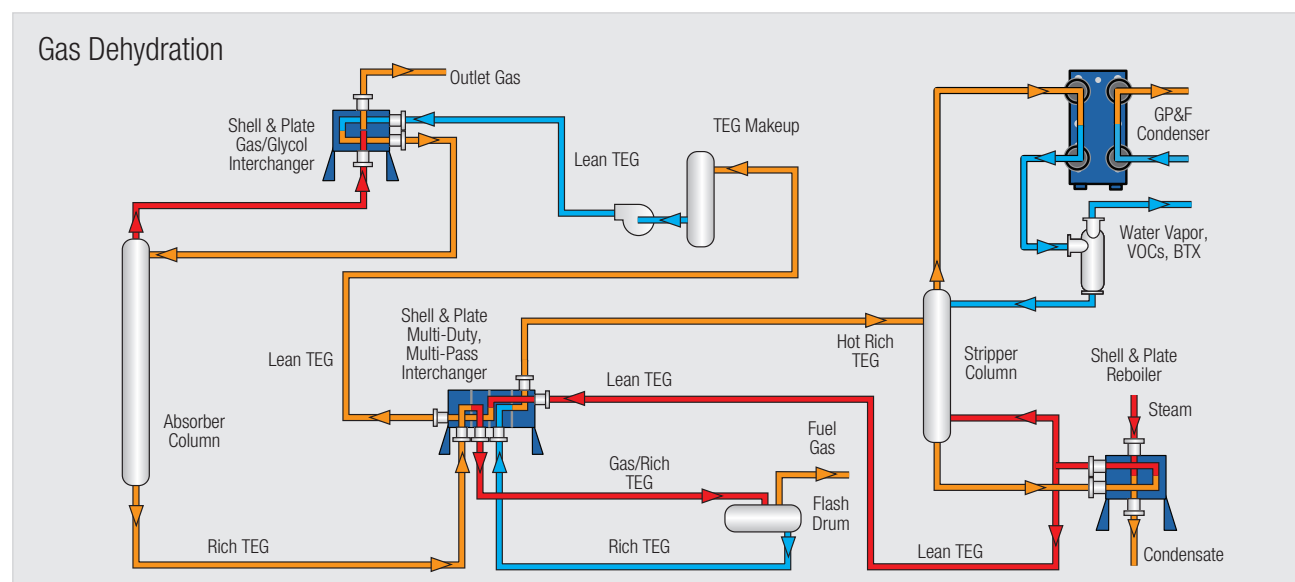 Gas Dehydration
Outlet Gas
Shell & Plate
Gas/Glycol
Interchanger
Lean TEG
TEG Makeup
GP&F
Condenser
Water Vapor,
VOCs, BTX
Shell & Plate
Multi-Duty,
Multi-Pass
Interchanger
Lean TEG
Lean TEG
Hot Rich
TEG
Stripper
Column
Shell & Plate
Reboiler
Steam
Absorber
Column
Gas/Rich
TEG
Fuel
Gas
Flash
Drum
Rich TEG
Rich TEG
Lean TEG
Condensate